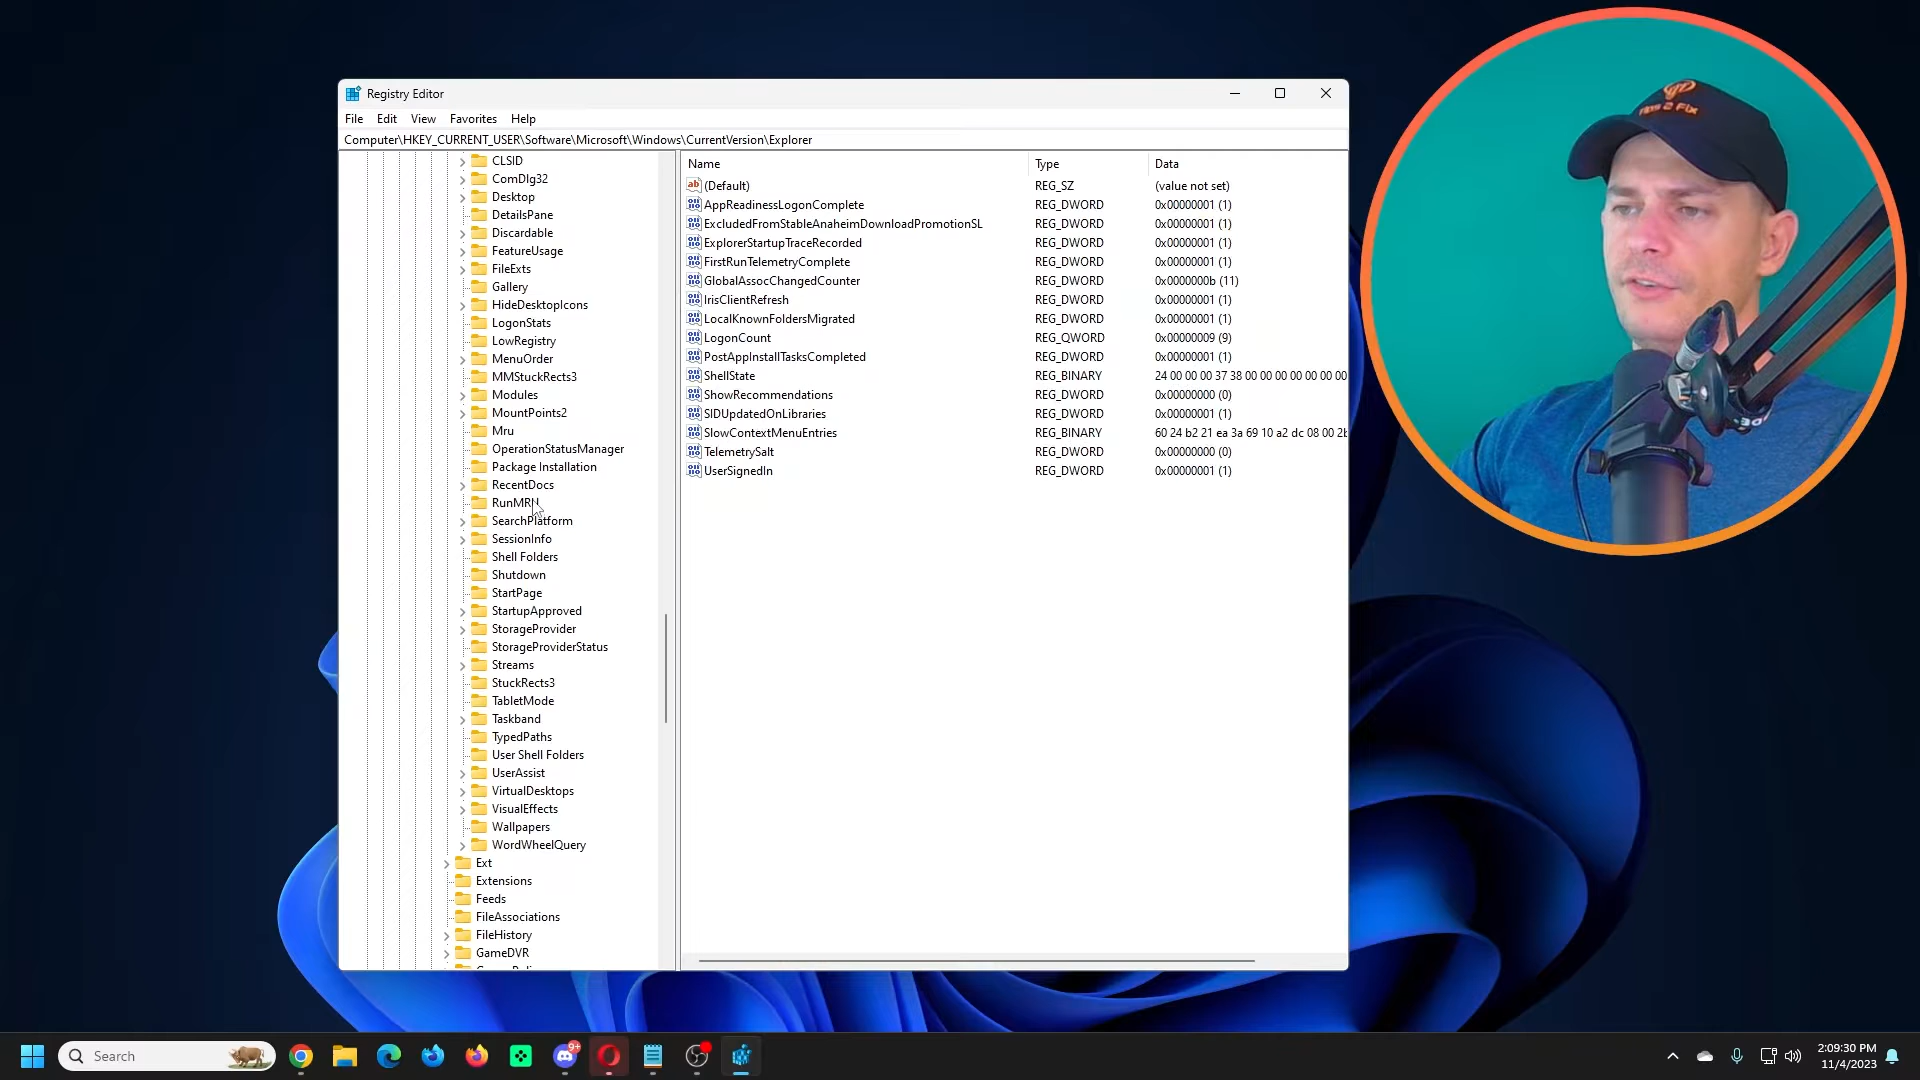 Registry Editor
File Edit View Favorites Help
Computer\HKEY_CURRENT_USER\Software\Microsoft\Windows\CurrentVersion\Explorer
CLSID
ComDlg32
Desktop
DetailsPane
Discardable
FeatureUsage
FileExts
Gallery
HideDesktopIcons
LogonStats
LowRegistry
MenuOrder
MMStuckRects3
Modules
MountPoints2
Mru
OperationStatusManager
Package Installation
RecentDocs
RunMRU
SearchPlatform
SessionInfo
Shell Folders
Shutdown
StartPage
StartupApproved
StorageProvider
StorageProviderStatus
Streams
StuckRects3
TabletMode
Taskband
TypedPaths
User Shell Folders
UserAssist
VirtualDesktops
VisualEffects
Wallpapers
WordWheelQuery
Ext
Extensions
Feeds
FileAssociations
FileHistory
GameDVR
Name Type Data
(Default) REG_SZ (value not set)
AppReadinessLogonComplete REG_DWORD 0x00000001 (1)
ExcludedFromStableAnaheimDownloadPromotionSL REG_DWORD 0x00000001 (1)
ExplorerStartupTraceRecorded REG_DWORD 0x00000001 (1)
FirstRunTelemetryComplete REG_DWORD 0x00000001 (1)
GlobalAssocChangedCounter REG_DWORD 0x0000000b (11)
IrisClientRefresh REG_DWORD 0x00000001 (1)
LocalKnownFoldersMigrated REG_DWORD 0x00000001 (1)
LogonCount REG_QWORD 0x00000009 (9)
PostAppInstallTasksCompleted REG_DWORD 0x00000001 (1)
ShellState REG_BINARY 24 00 00 00 37 38 00 00 00 00 00 00 00
ShowRecommendations REG_DWORD 0x00000000 (0)
SIDUpdatedOnLibraries REG_DWORD 0x00000001 (1)
SlowContextMenuEntries REG_BINARY 60 24 b2 21 ea 3a 69 10 a2 dc 08 00 2b
TelemetrySalt REG_DWORD 0x00000000 (0)
UserSignedIn REG_DWORD 0x00000001 (1)
Tips 2 Fix
Search
9+
2:09:30 PM
11/4/2023